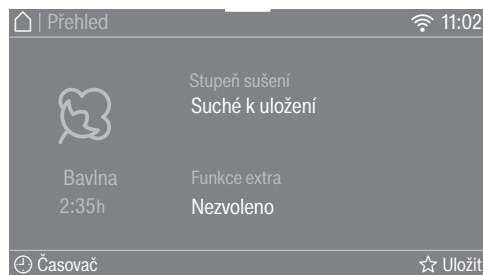 | Přehled
11:02
Stupeň sušení
Suché k uložení
Bavlna
2:35h
Funkce extra
Nezvoleno
Časovač
Uložit